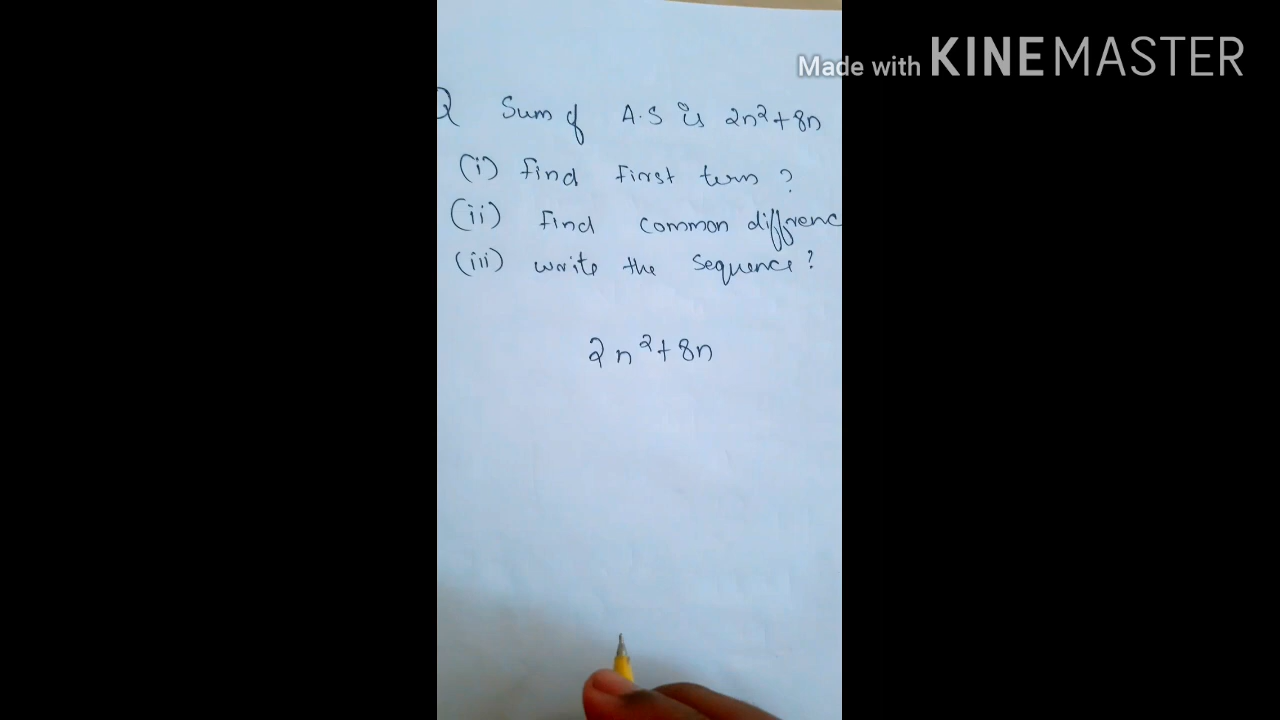 Made with KINEMASTER
Q Sum of A.S is 2n²+8n
(i) Find First term ?
(ii) Find common differenc
(iii) write the sequence ?
2n²+8n